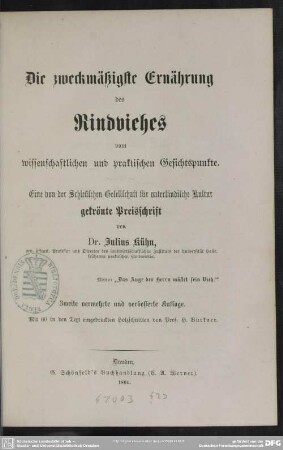 Die zweckmäßigste Ernährung
des
Rindviehes
vom
wissenschaftlichen und praktischen Gesichtspunkte.
Eine von der Schlesischen Gesellschaft für vaterländische Kultur
gekrönte Preisschrift
von
Dr. Julius Kühn,
Motto: „Das Auge des Herrn mästet sein Vieh.“
Zweite vermehrte und verbesserte Auflage.
Mit 60 in den Text eingedruckten Holzschnitten von Prof. H. Bürkner.
Dresden,
G. Schönfeld's Buchhandlung (C. A. Werner).
1864.